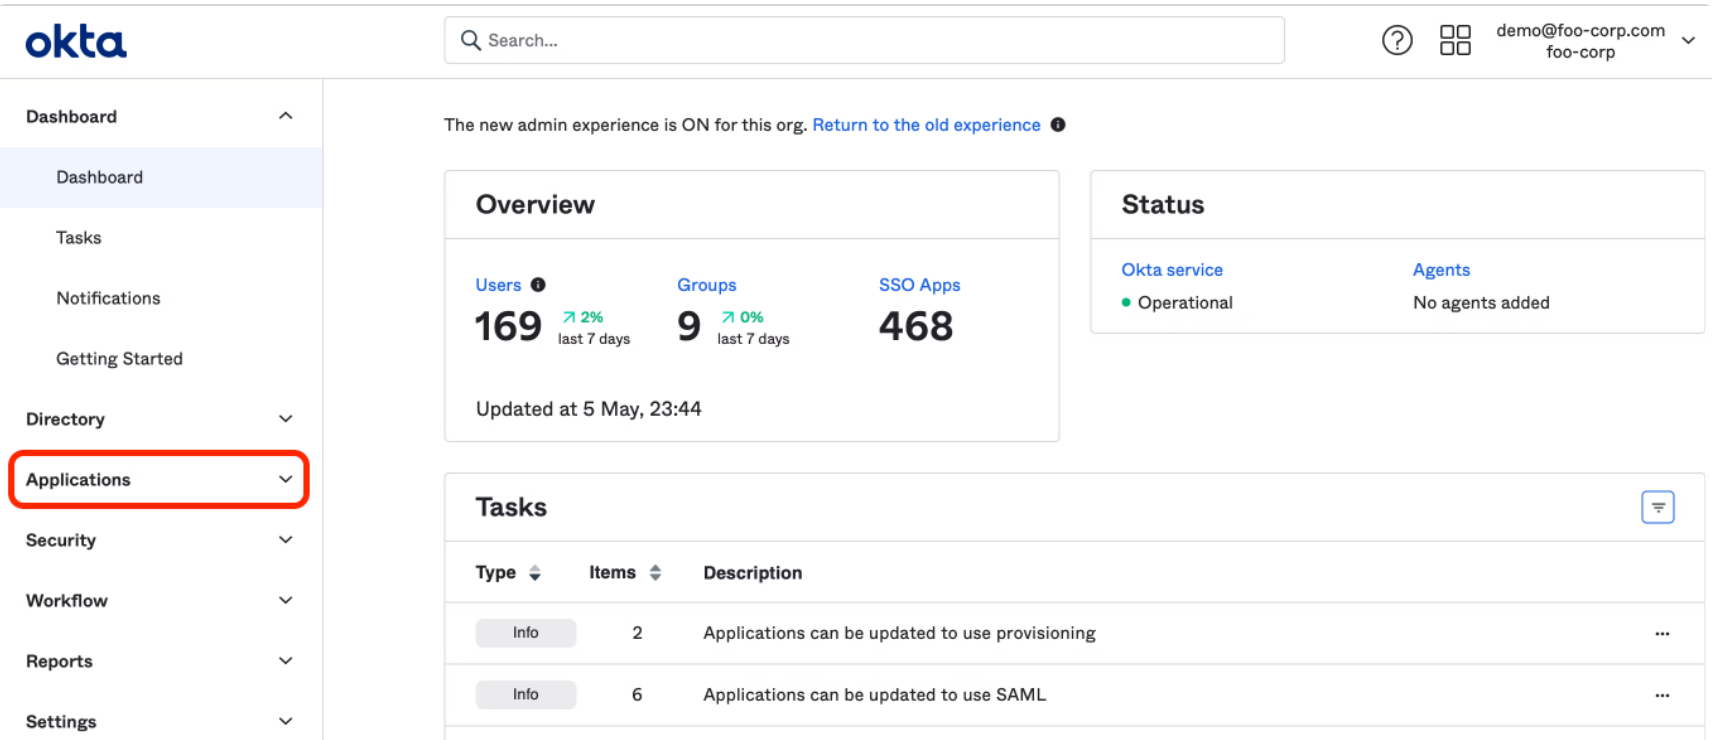 okta
Search...
demo@foo-corp.com
foo-corp
Dashboard
Dashboard
Tasks
Notifications
Getting Started
Directory
Applications
Security
Workflow
Reports
Settings
The new admin experience is ON for this org. Return to the old experience
Overview
Users
169
2%
last 7 days
Groups
9
0%
last 7 days
SSO Apps
468
Updated at 5 May, 23:44
Status
Okta service
Operational
Agents
No agents added
Tasks
Type Items Description
Info 2 Applications can be updated to use provisioning
Info 6 Applications can be updated to use SAML